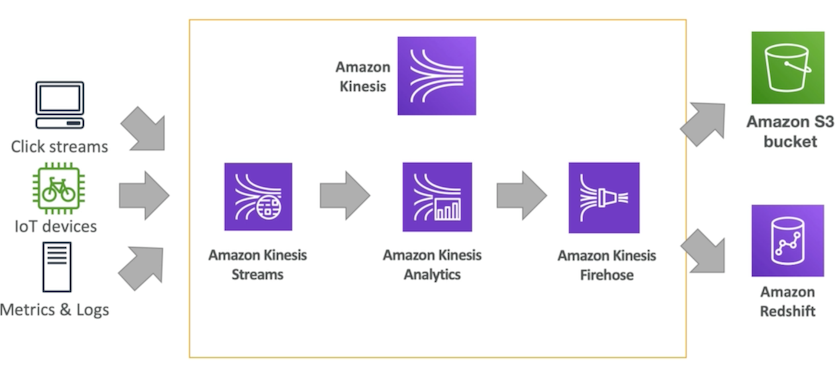 Amazon
Kinesis
Click streams
IoT devices
Metrics & Logs
Amazon Kinesis
Streams
Amazon Kinesis
Analytics
Amazon Kinesis
Firehose
Amazon S3
bucket
Amazon
Redshift